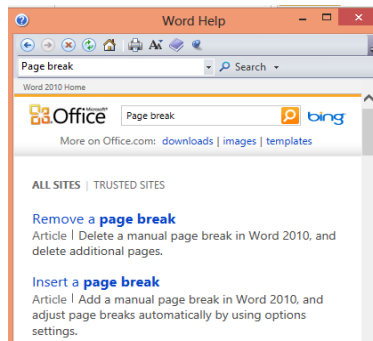 Word Help
Page break
Search
Word 2010 Home
Microsoft®
Office
Page break
bing
More on Office.com: downloads | images | templates
ALL SITES | TRUSTED SITES
Remove a page break
Article | Delete a manual page break in Word 2010, and
delete additional pages.
Insert a page break
Article | Add a manual page break in Word 2010, and
adjust page breaks automatically by using options
settings.